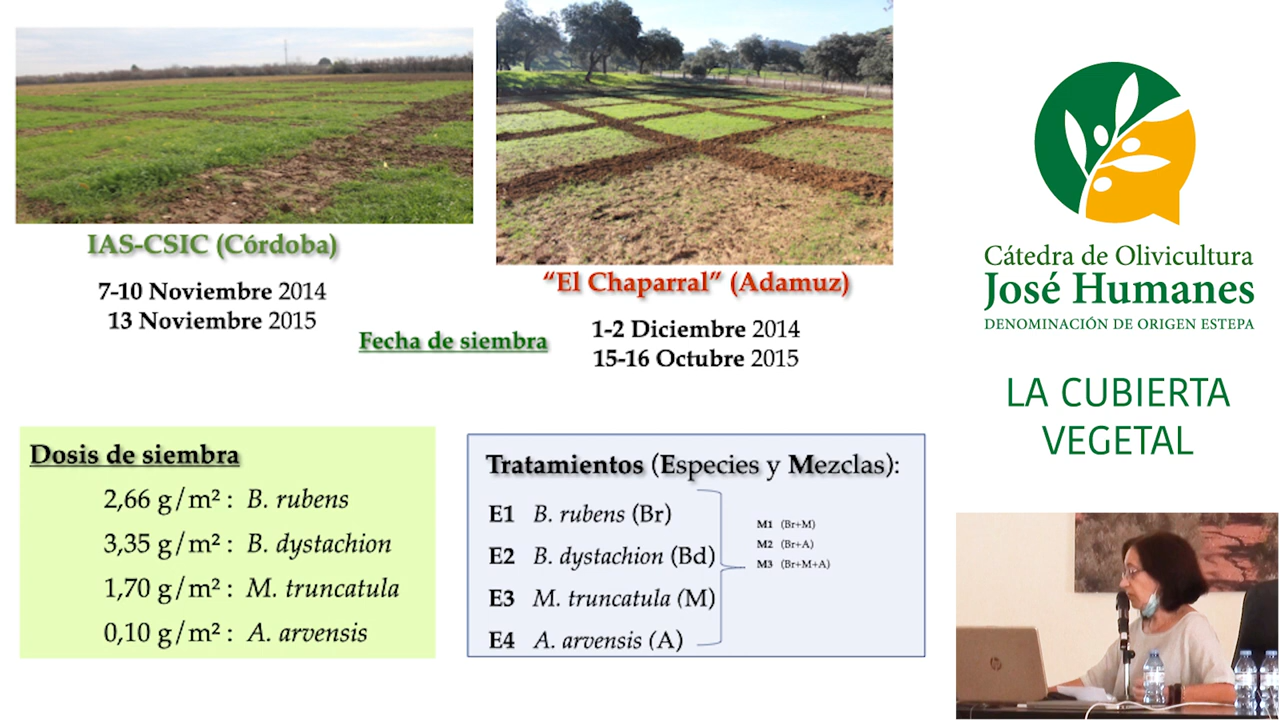 IAS-CSIC (Córdoba)
7-10 Noviembre 2014
13 Noviembre 2015
"El Chaparral" (Adamuz)
1-2 Diciembre 2014
15-16 Octubre 2015
Fecha de siembra
Dosis de siembra
2,66 g/m² : B. rubens
3,35 g/m² : B. dystachion
1,70 g/m² : M. truncatula
0,10 g/m² : A. arvensis
Tratamientos (Especies y Mezclas):
E1 B. rubens (Br)
E2 B. dystachion (Bd)
E3 M. truncatula (M)
E4 A. arvensis (A)
M1 (Br+M)
M2 (Br+A)
M3 (Br+M+A)
Cátedra de Olivicultura
José Humanes
DENOMINACIÓN DE ORIGEN ESTEPA
LA CUBIERTA
VEGETAL
hp